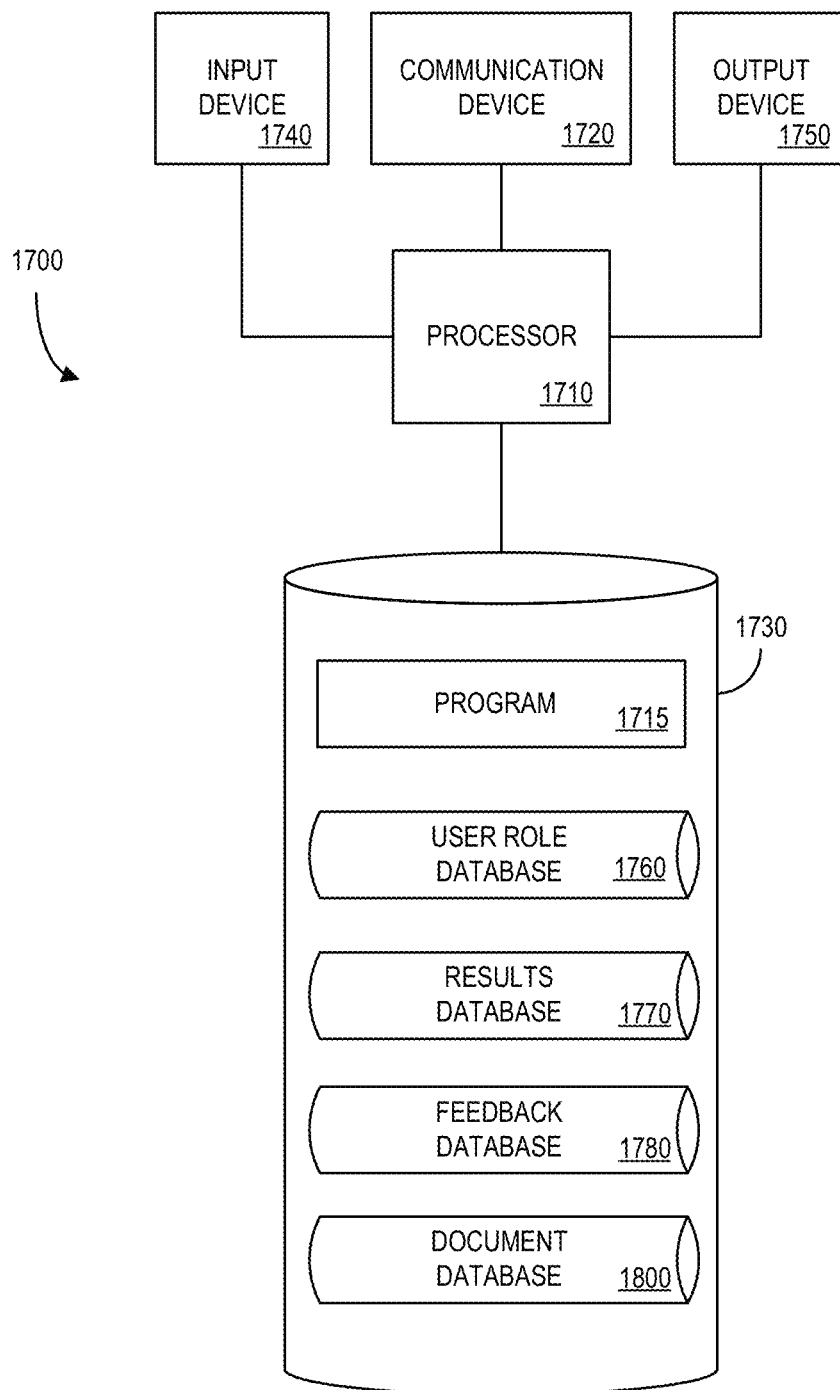 INPUT
DEVICE
1740
COMMUNICATION
DEVICE
1720
OUTPUT
DEVICE
1750
1700
PROCESSOR
1710
1730
PROGRAM
1715
USER ROLE
DATABASE
1760
RESULTS
DATABASE
1770
FEEDBACK
DATABASE
1780
DOCUMENT
DATABASE
1800